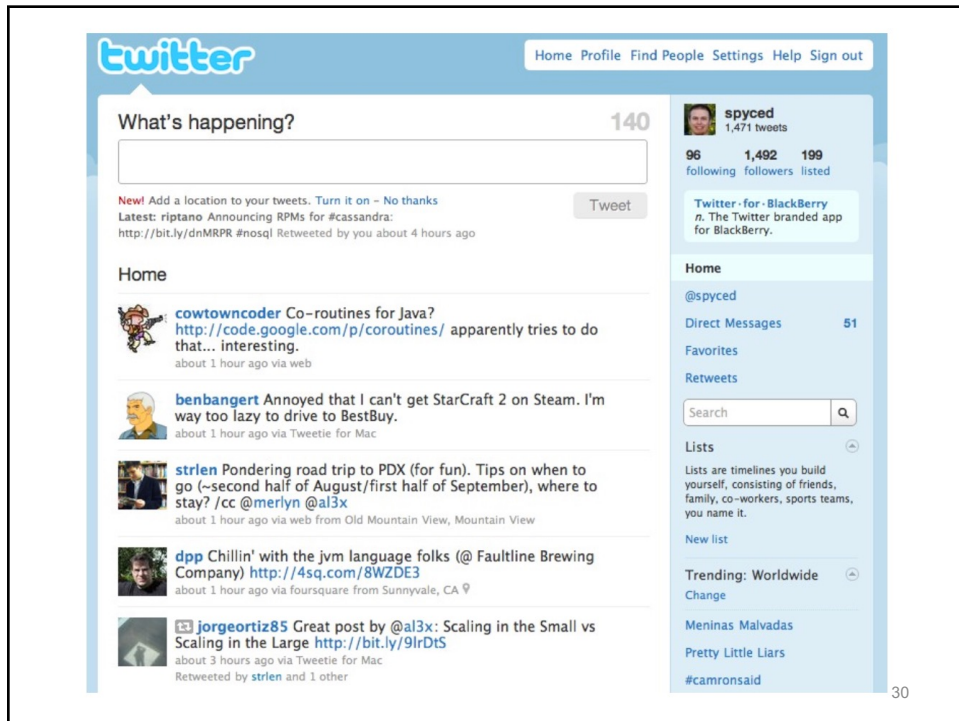 twitter
Home Profile Find People Settings Help Sign out
What's happening?
140
New! Add a location to your tweets. Turn it on – No thanks
Latest: riptano Announcing RPMs for #cassandra:
http://bit.ly/dnMRPR #nosql Retweeted by you about 4 hours ago
Tweet
Home
cowtowncoder Co-routines for Java?
http://code.google.com/p/coroutines/ apparently tries to do
that... interesting.
about 1 hour ago via web
benbangert Annoyed that I can't get StarCraft 2 on Steam. I'm
way too lazy to drive to BestBuy.
about 1 hour ago via Tweetie for Mac
strlen Pondering road trip to PDX (for fun). Tips on when to
go (~second half of August/first half of September), where to
stay? /cc @merlyn @al3x
about 1 hour ago via web from Old Mountain View, Mountain View
dpp Chillin' with the jvm language folks (@ Faultline Brewing
Company) http://4sq.com/8WZDE3
about 1 hour ago via foursquare from Sunnyvale, CA
jorgeortiz85 Great post by @al3x: Scaling in the Small vs
Scaling in the Large http://bit.ly/9lrDtS
about 3 hours ago via Tweetie for Mac
Retweeted by strlen and 1 other
spyced
1,471 tweets
96 1,492 199
following followers listed
Twitter·for·BlackBerry
n. The Twitter branded app
for BlackBerry.
Home
@spyced
Direct Messages 51
Favorites
Retweets
Search
Lists
Lists are timelines you build
yourself, consisting of friends,
family, co-workers, sports teams,
you name it.
New list
Trending: Worldwide
Change
Meninas Malvadas
Pretty Little Liars
#camronsaid
30